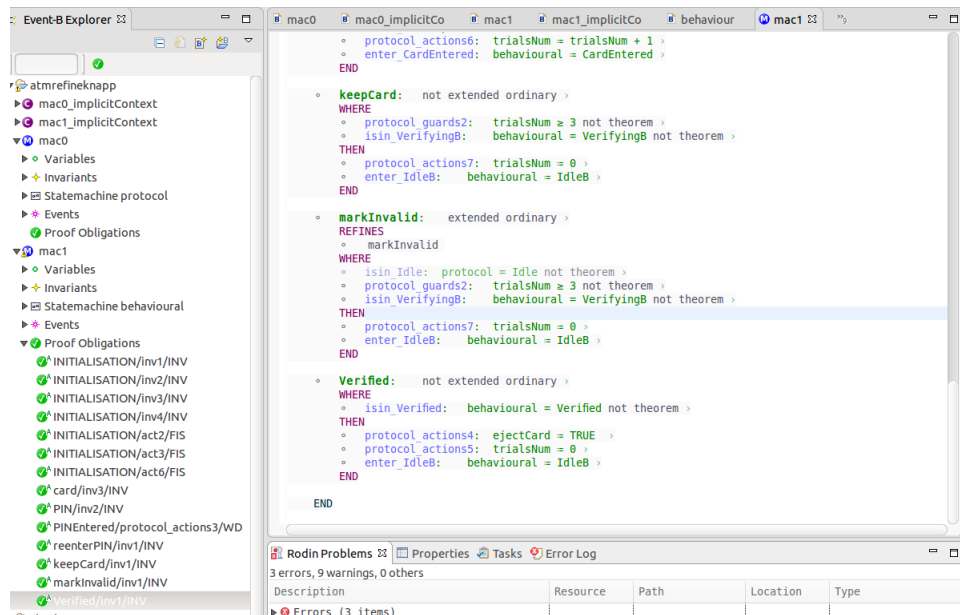 Event-B Explorer
atmrefineknapp
mac0_implicitContext
mac1_implicitContext
mac0
Variables
Invariants
Statemachine protocol
Events
Proof Obligations
mac1
Variables
Invariants
Statemachine behavioural
Events
Proof Obligations
INITIALISATION/inv1/INV
INITIALISATION/inv2/INV
INITIALISATION/inv3/INV
INITIALISATION/inv4/INV
INITIALISATION/act2/FIS
INITIALISATION/act3/FIS
INITIALISATION/act6/FIS
card/inv3/INV
PIN/inv2/INV
PINEntered/protocol_actions3/WD
reenterPIN/inv1/INV
keepCard/inv1/INV
markInvalid/inv1/INV
Verified/inv1/INV
mac0 mac0_implicitCo mac1 mac1_implicitCo behaviour mac1
protocol_actions6: trialsNum ≔ trialsNum + 1 ›
enter_CardEntered: behavioural ≔ CardEntered ›
END
keepCard: not extended ordinary ›
WHERE
protocol_guards2: trialsNum ≥ 3 not theorem ›
isin_VerifyingB: behavioural = VerifyingB not theorem ›
THEN
protocol_actions7: trialsNum ≔ 0 ›
enter_IdleB: behavioural ≔ IdleB ›
END
markInvalid: extended ordinary ›
REFINES
markInvalid
WHERE
isin_Idle: protocol = Idle not theorem ›
protocol_guards2: trialsNum ≥ 3 not theorem ›
isin_VerifyingB: behavioural = VerifyingB not theorem ›
THEN
protocol_actions7: trialsNum ≔ 0 ›
enter_IdleB: behavioural ≔ IdleB ›
END
Verified: not extended ordinary ›
WHERE
isin_Verified: behavioural = Verified not theorem ›
THEN
protocol_actions4: ejectCard ≔ TRUE ›
protocol_actions5: trialsNum ≔ 0 ›
enter_IdleB: behavioural ≔ IdleB ›
END
END
Rodin Problems Properties Tasks Error Log
3 errors, 9 warnings, 0 others
Description Resource Path Location Type
Errors (3 items)